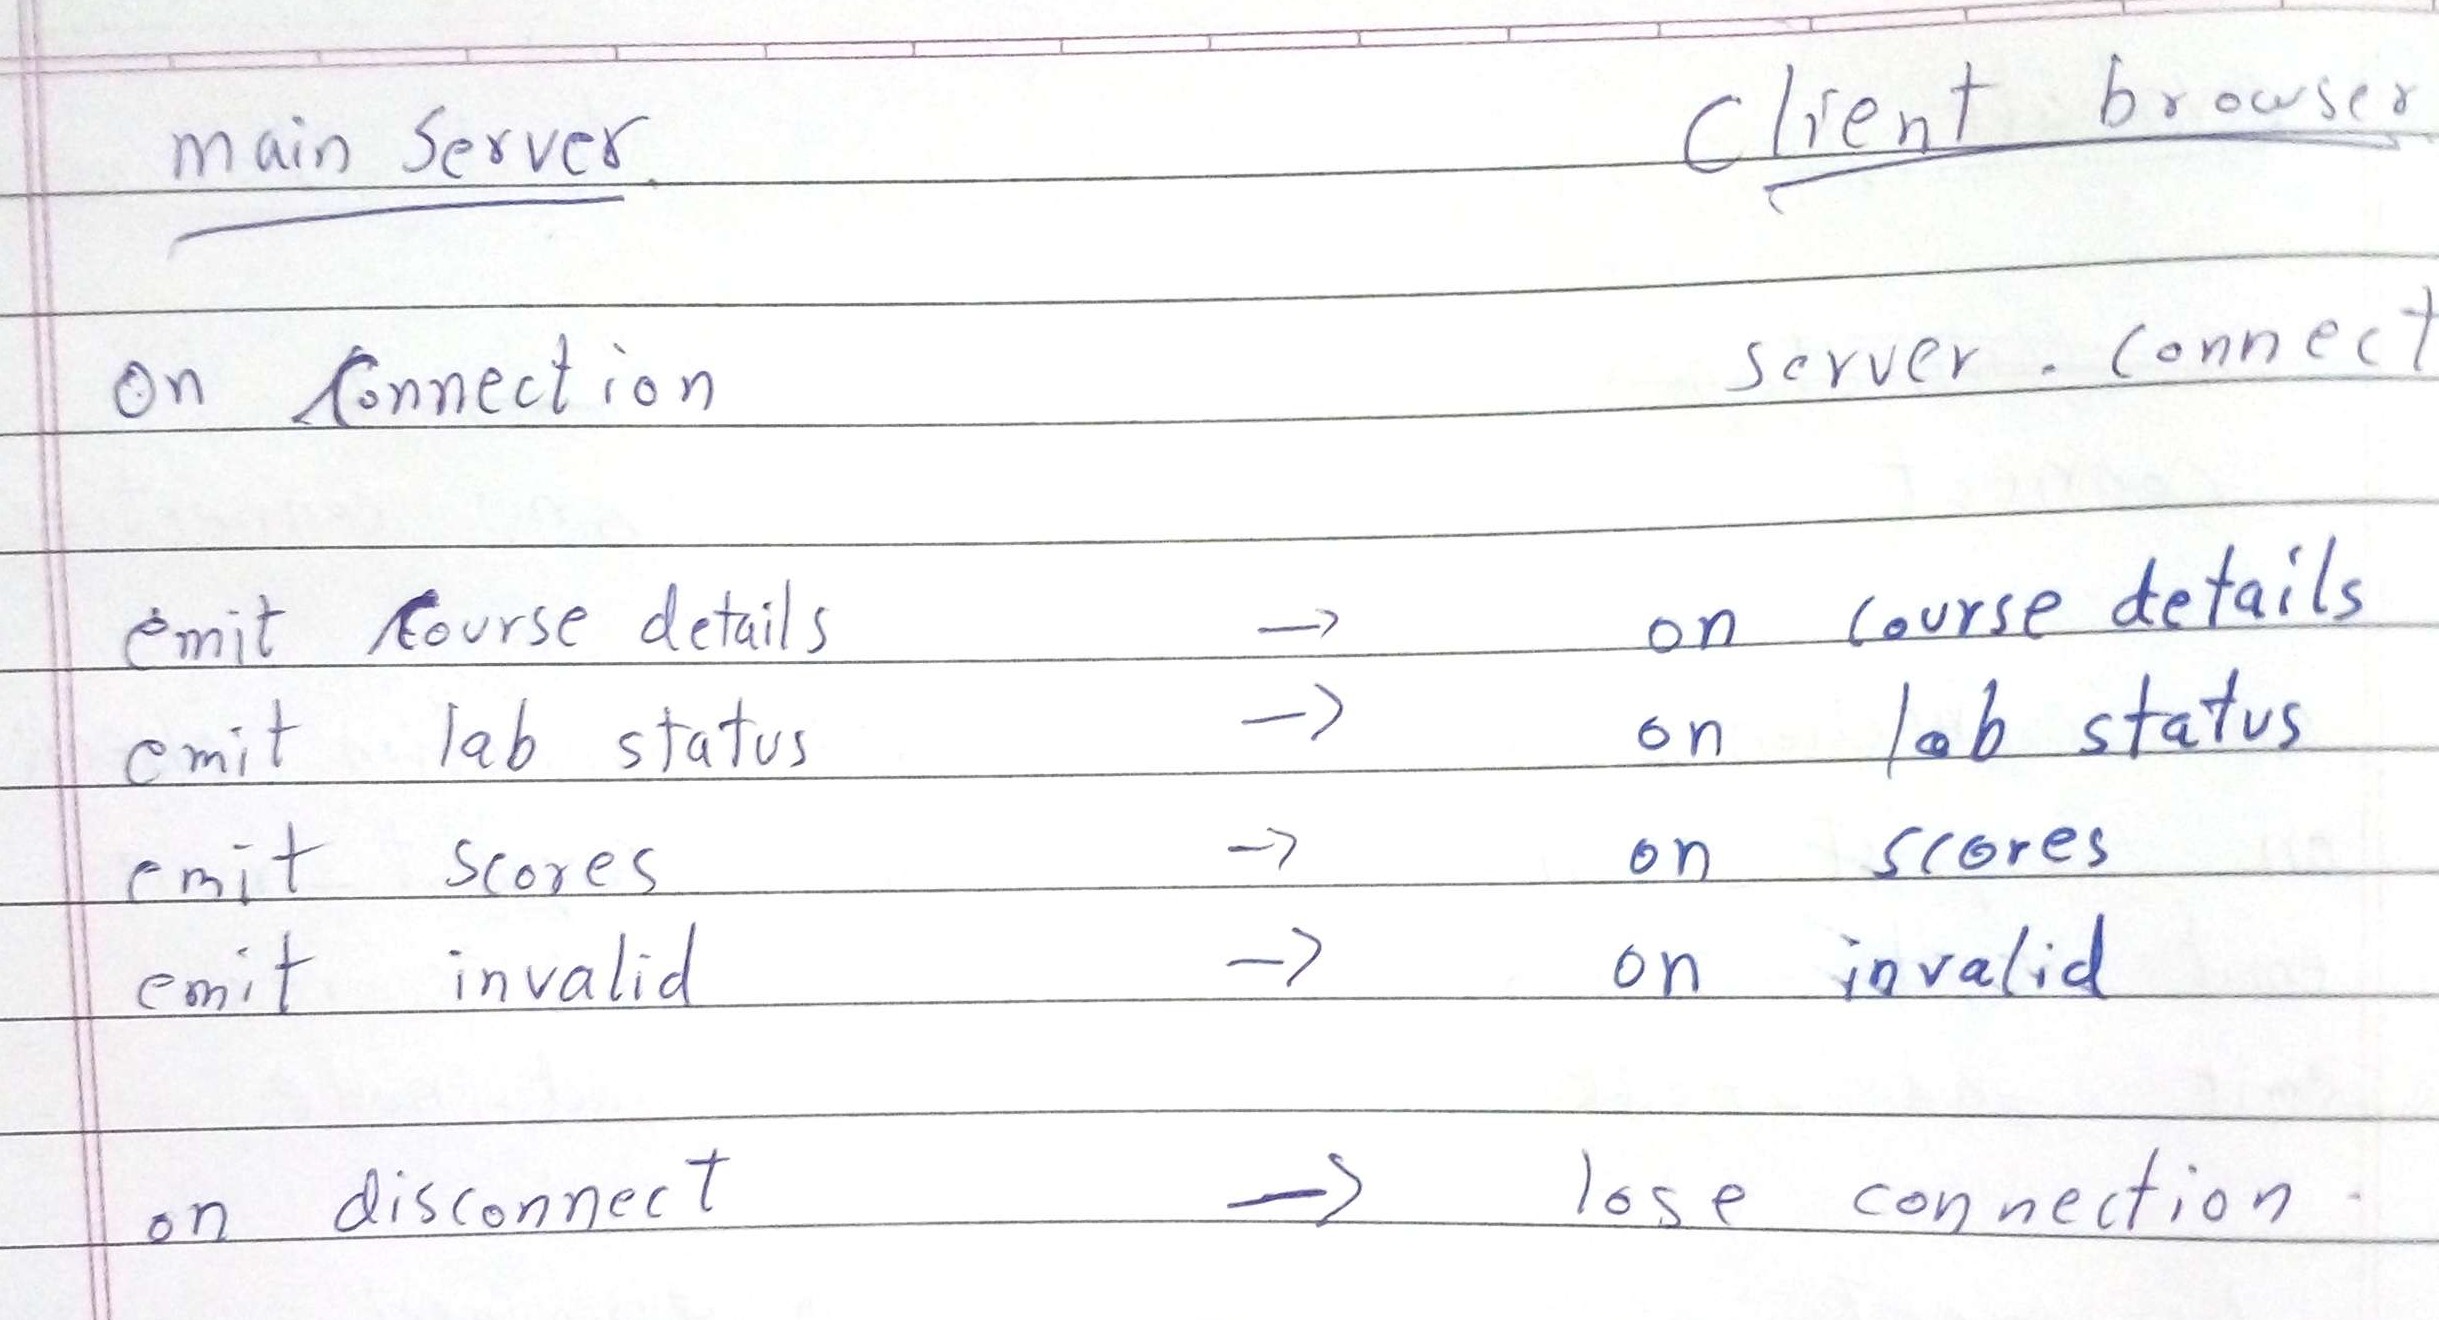 main Server Client browser
on Connection server . connect
emit Course details -> on course details
emit lab status -> on lab status
emit scores -> on scores
emit invalid -> on invalid
on disconnect -> lose connection .